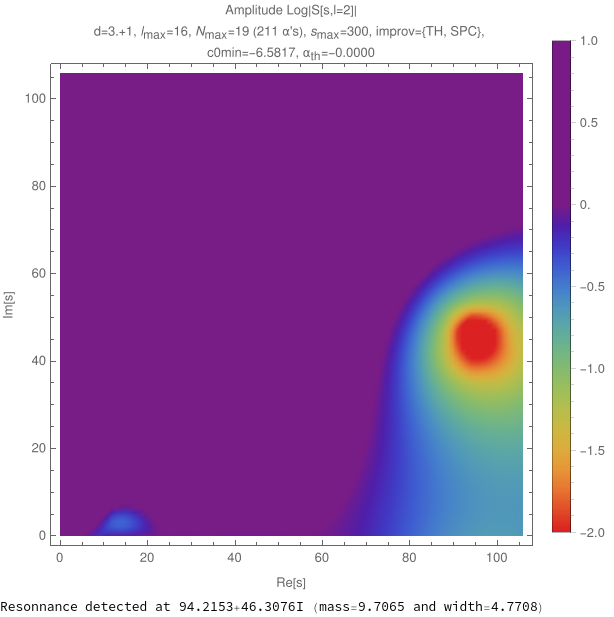 Amplitude Log|S[s,l=2]|
d=3.+1, lmax=16, Nmax=19 (211 α's), smax=300, improv={TH, SPC},
c0min=−6.5817, αth=−0.0000
100
80
60
40
20
0
Im[s]
0 20 40 60 80 100
Re[s]
1.0
0.5
0.
−0.5
−1.0
−1.5
−2.0
Resonnance detected at 94.2153+46.3076I (mass=9.7065 and width=4.7708)